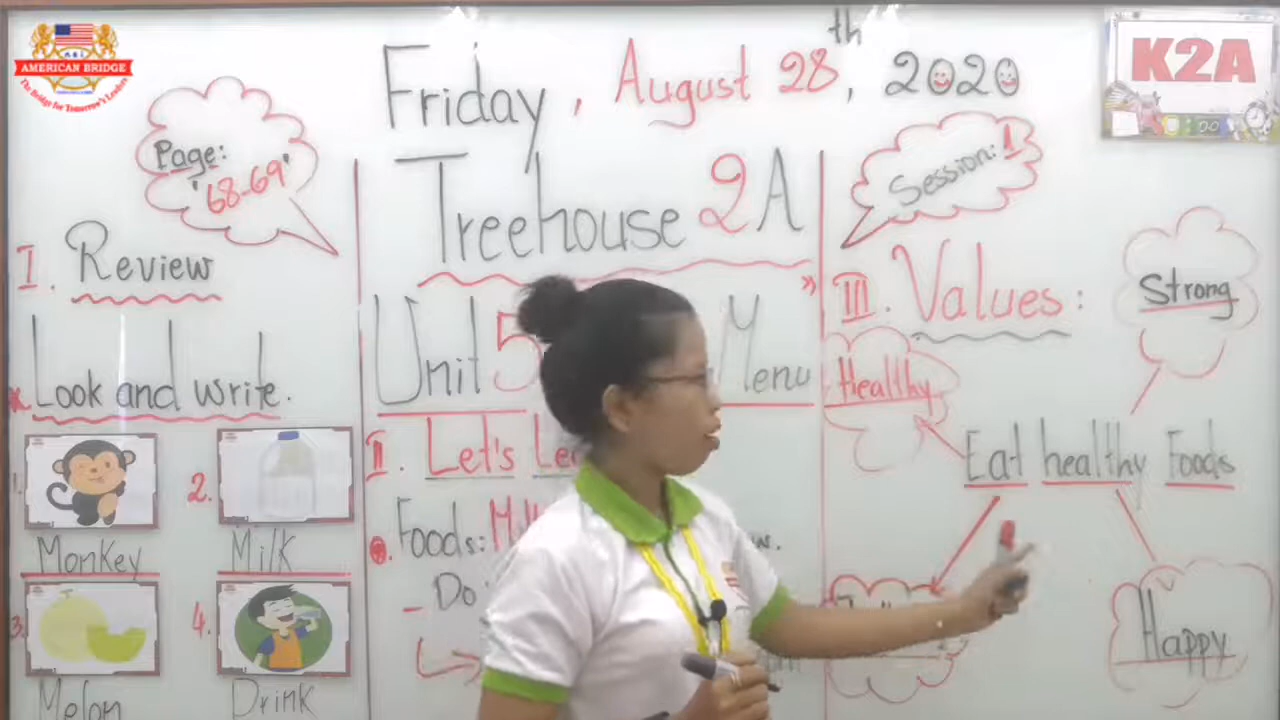 AMERICAN BRIDGE
The Bridge for Tomorrow's Leaders
Friday, August 28th, 2020
K2A
Page:
"68-69"
Treehouse 2A
Session: 1
I. Review
Look and write.
1.
Monkey
2.
Milk
3.
Melon
4.
Drink
Unit 5
Menu
II. Let's
Foods:
- Do
III. Values:
Strong
Healthy
Eat healthy Foods
Happy